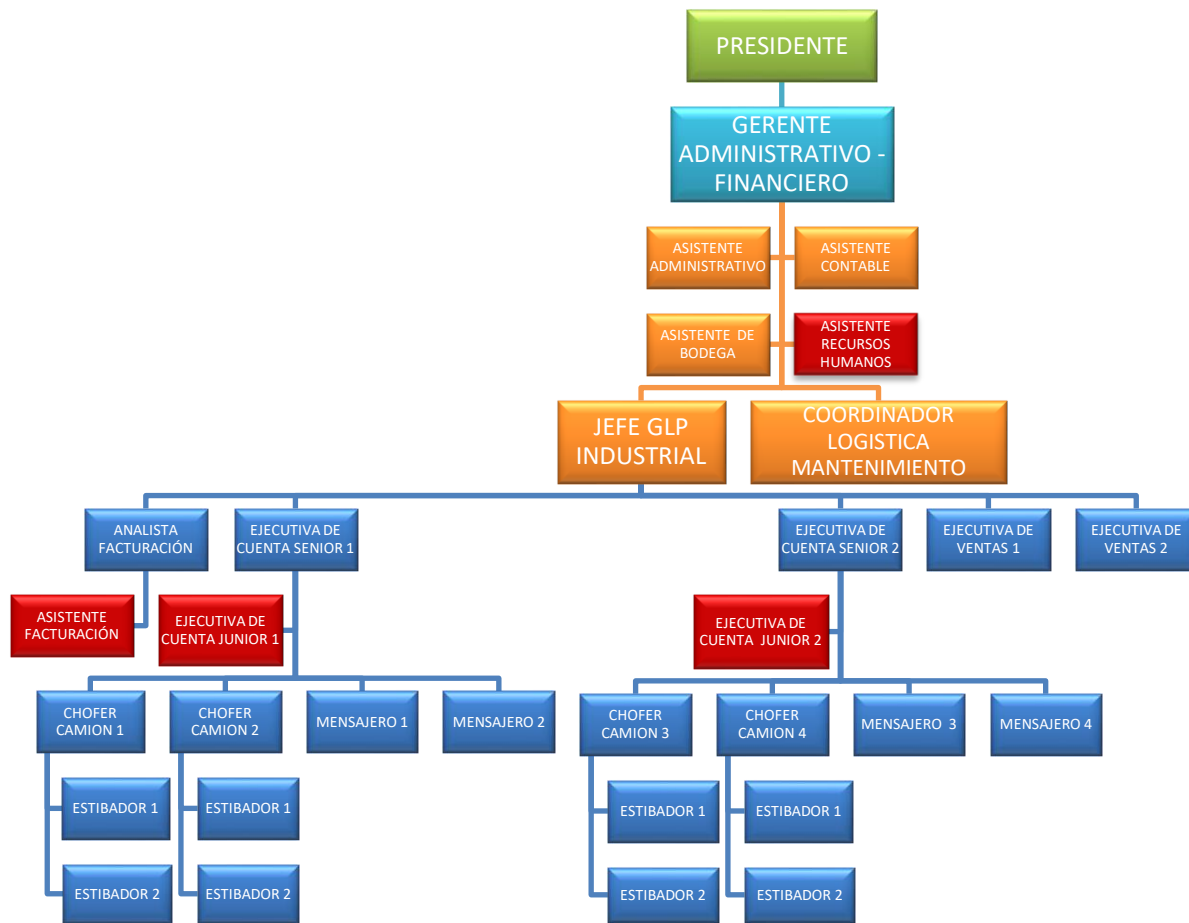 PRESIDENTE
GERENTE
ADMINISTRATIVO -
FINANCIERO
ASISTENTE
ADMINISTRATIVO
ASISTENTE
CONTABLE
ASISTENTE DE
BODEGA
ASISTENTE
RECURSOS
HUMANOS
JEFE GLP
INDUSTRIAL
COORDINADOR
LOGISTICA
MANTENIMIENTO
ANALISTA
FACTURACIÓN
EJECUTIVA DE
CUENTA SENIOR 1
EJECUTIVA DE
CUENTA SENIOR 2
EJECUTIVA DE
VENTAS 1
EJECUTIVA DE
VENTAS 2
ASISTENTE
FACTURACIÓN
EJECUTIVA DE
CUENTA JUNIOR 1
EJECUTIVA DE
CUENTA JUNIOR 2
CHOFER
CAMION 1
CHOFER
CAMION 2
MENSAJERO 1
MENSAJERO 2
CHOFER
CAMION 3
CHOFER
CAMION 4
MENSAJERO 3
MENSAJERO 4
ESTIBADOR 1
ESTIBADOR 1
ESTIBADOR 1
ESTIBADOR 1
ESTIBADOR 2
ESTIBADOR 2
ESTIBADOR 2
ESTIBADOR 2